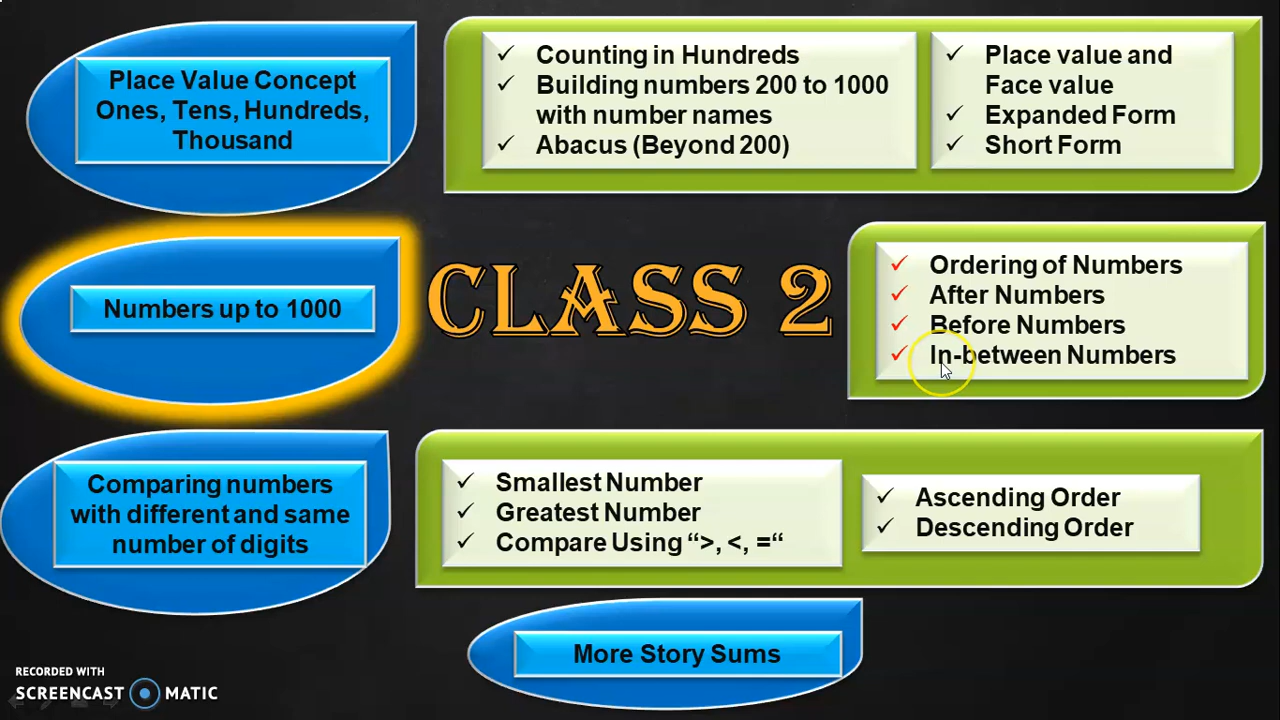 Place Value Concept
Ones, Tens, Hundreds,
Thousand
✓ Counting in Hundreds
✓ Building numbers 200 to 1000
with number names
✓ Abacus (Beyond 200)
✓ Place value and
Face value
✓ Expanded Form
✓ Short Form
Numbers up to 1000
CLASS 2
✓ Ordering of Numbers
✓ After Numbers
✓ Before Numbers
✓ In-between Numbers
Comparing numbers
with different and same
number of digits
✓ Smallest Number
✓ Greatest Number
✓ Compare Using “>, <, =“
✓ Ascending Order
✓ Descending Order
More Story Sums
RECORDED WITH
SCREENCAST MATIC